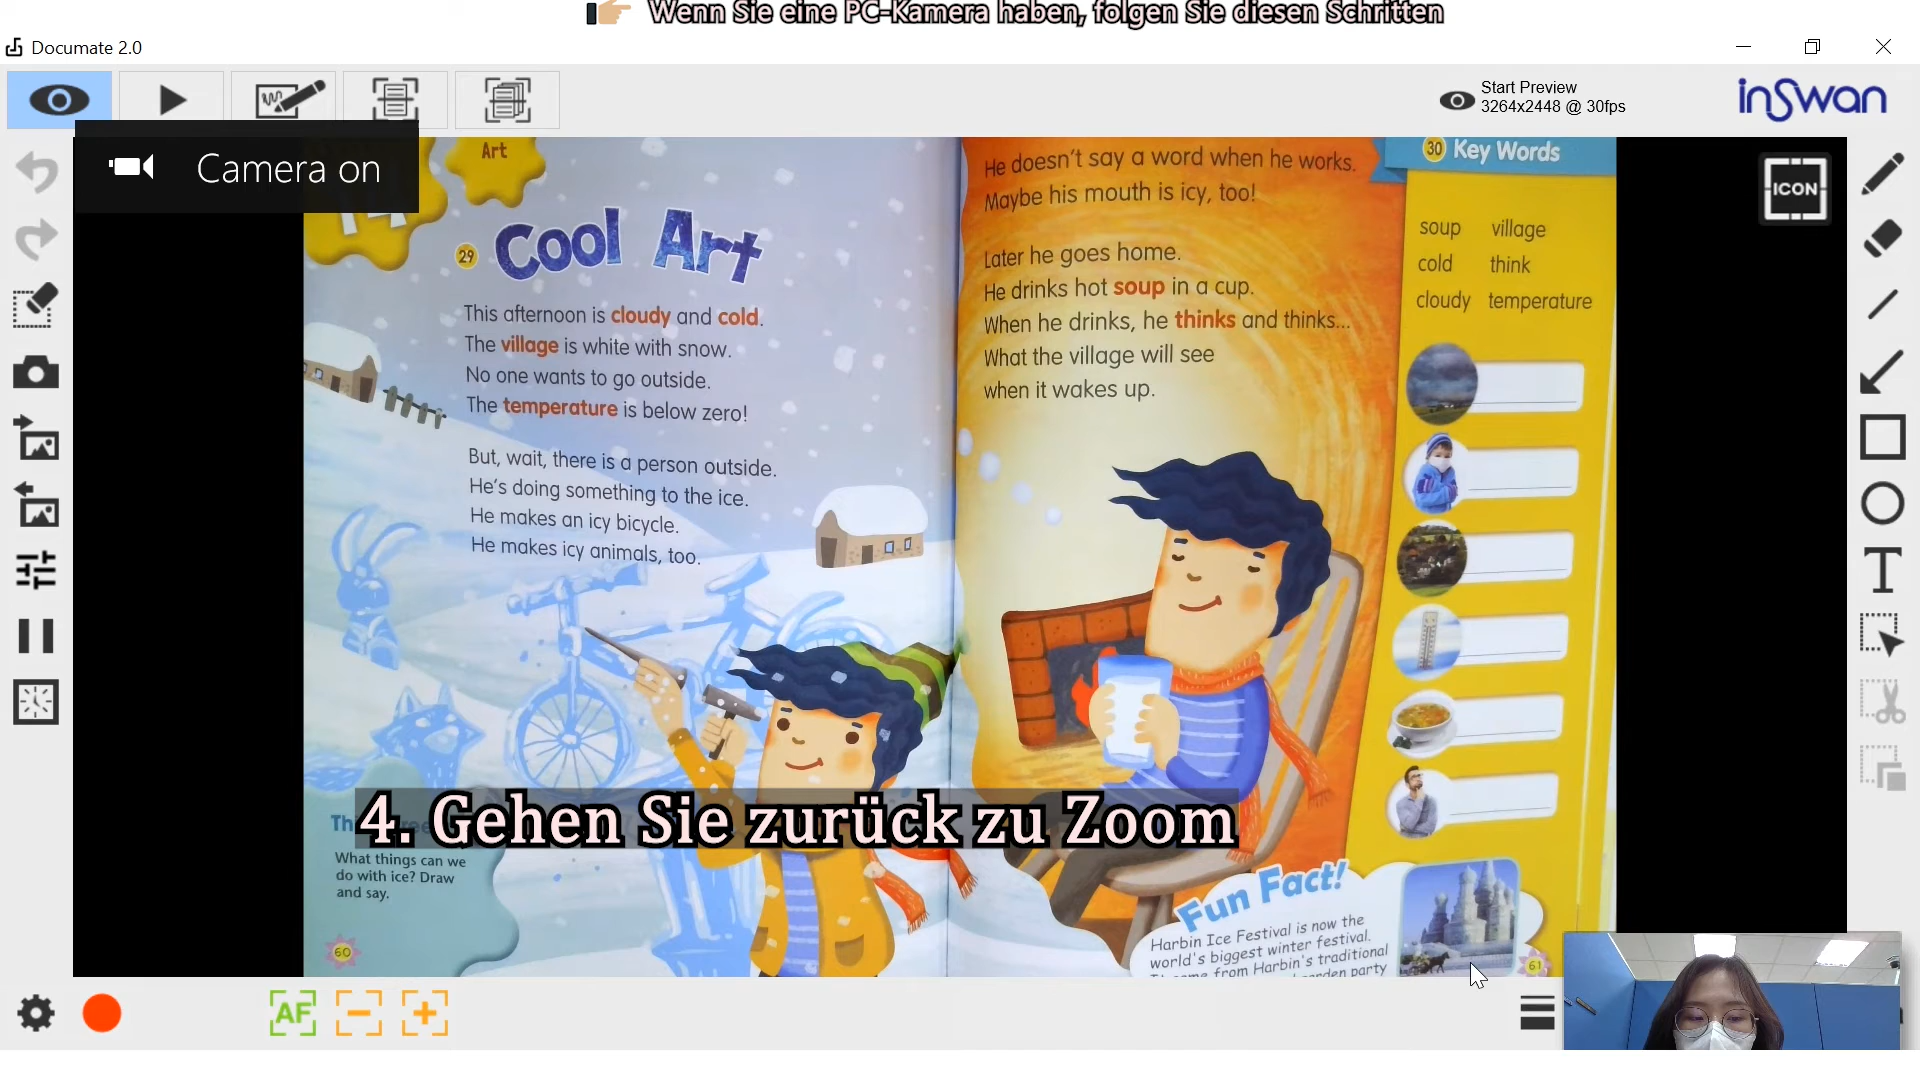 Wenn Sie eine PC-Kamera haben, folgen Sie diesen Schritten
Documate 2.0
Start Preview
3264x2448 @ 30fps
inSwan
Camera on
ICON
Art
29
Cool Art
This afternoon is cloudy and cold.
The village is white with snow.
No one wants to go outside.
The temperature is below zero!
But, wait, there is a person outside.
He's doing something to the ice.
He makes an icy bicycle.
He makes icy animals, too.
What things can we
do with ice? Draw
and say.
60
He doesn't say a word when he works.
Maybe his mouth is icy, too!
Later he goes home.
He drinks hot soup in a cup.
When he drinks, he thinks and thinks...
What the village will see
when it wakes up.
30 Key Words
soup village
cold think
cloudy temperature
Fun Fact!
Harbin Ice Festival is now the
world's biggest winter festival.
from Harbin's traditional
party
61
4. Gehen Sie zurück zu Zoom
AF
T